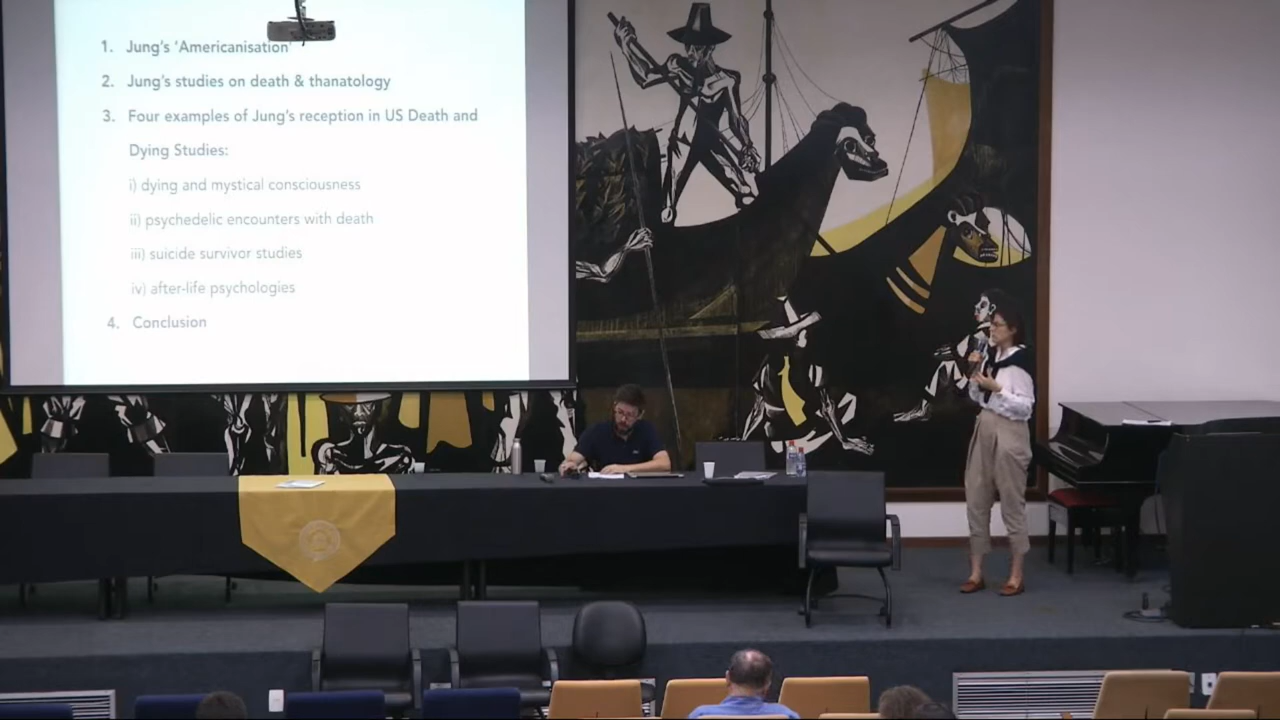 1. Jung's 'Americanisation'
2. Jung's studies on death & thanatology
3. Four examples of Jung's reception in US Death and
Dying Studies:
i) dying and mystical consciousness
ii) psychedelic encounters with death
iii) suicide survivor studies
iv) after-life psychologies
4. Conclusion